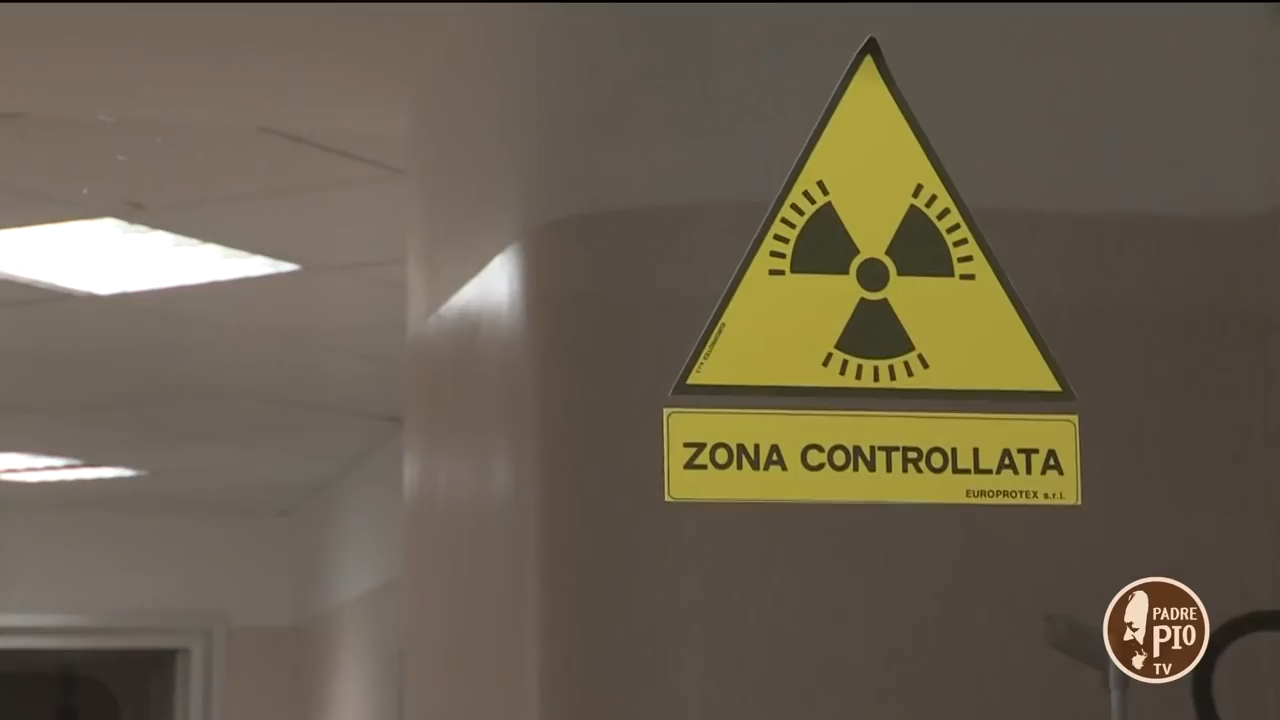 ZONA CONTROLLATA
EUROPROTEX s.r.l.
PADRE
PIO
TV